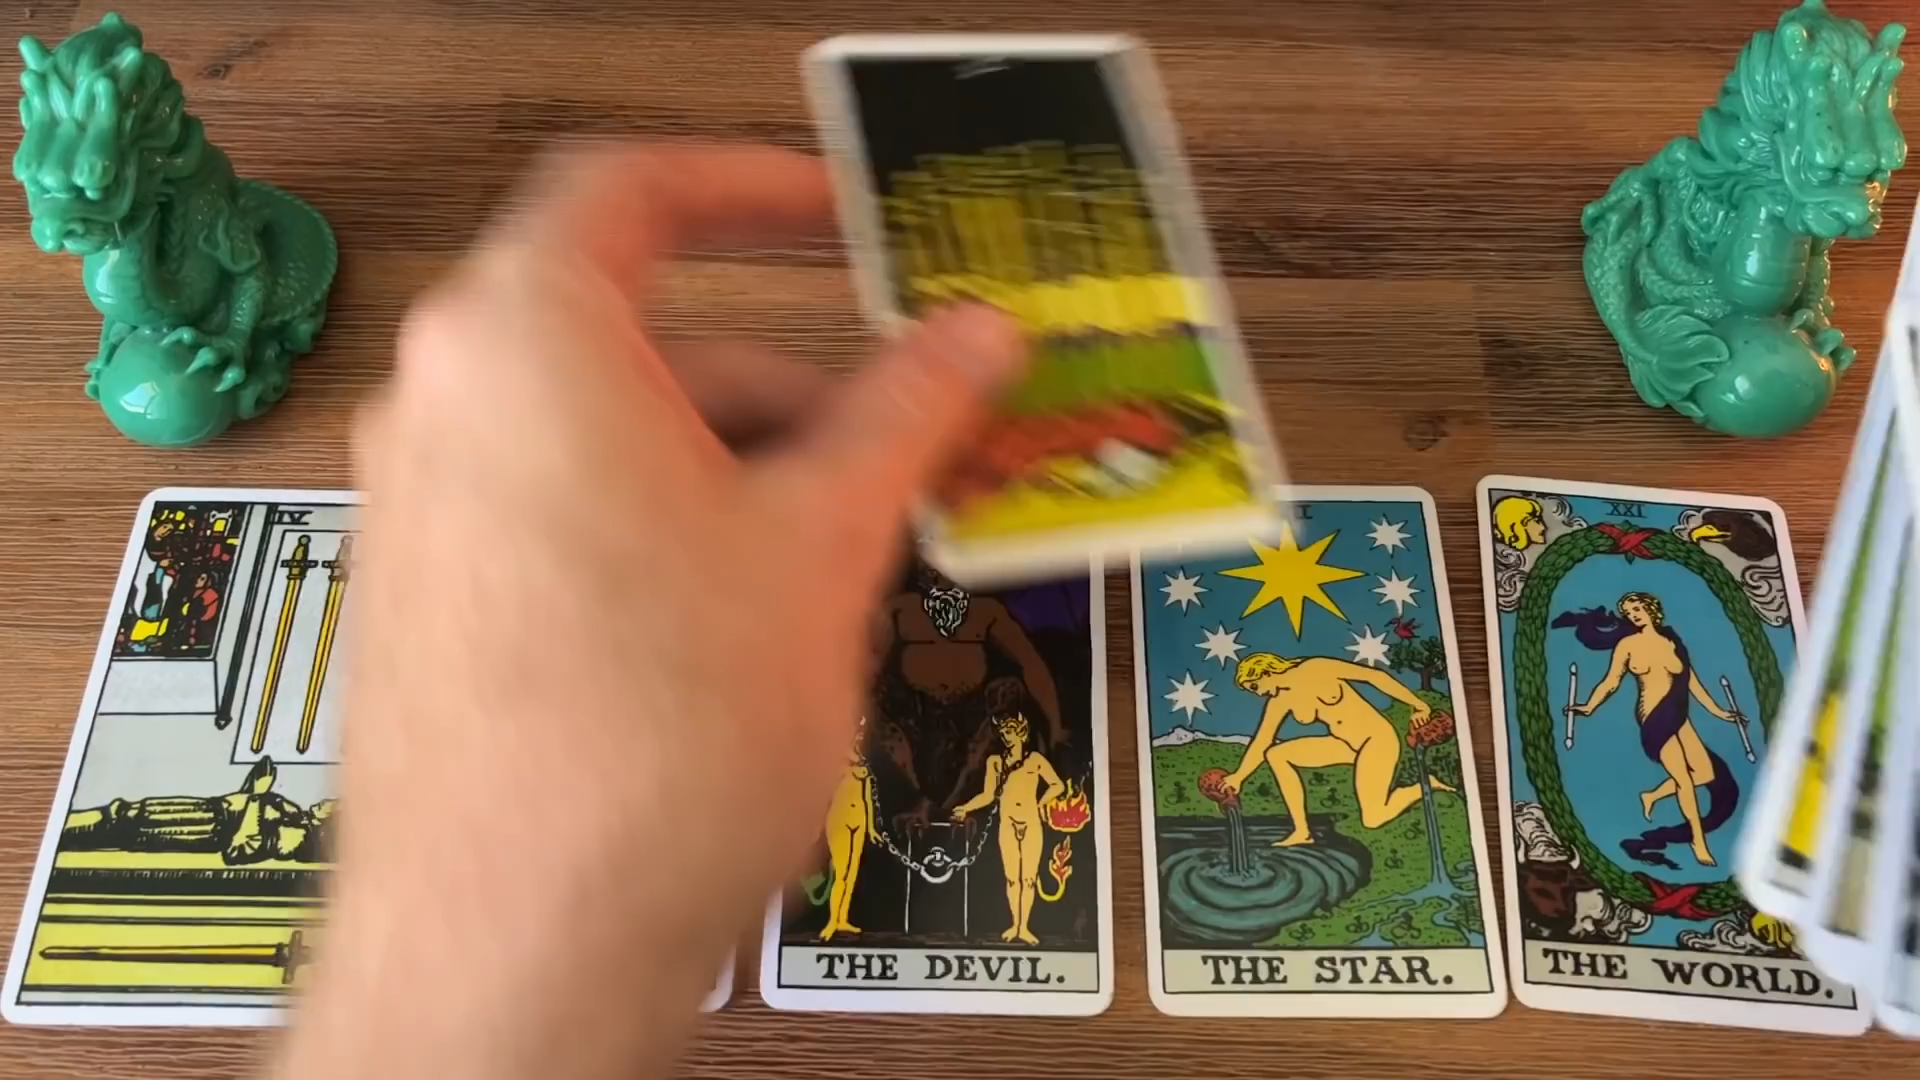 IV
XXI
THE DEVIL.
THE STAR.
THE WORLD.